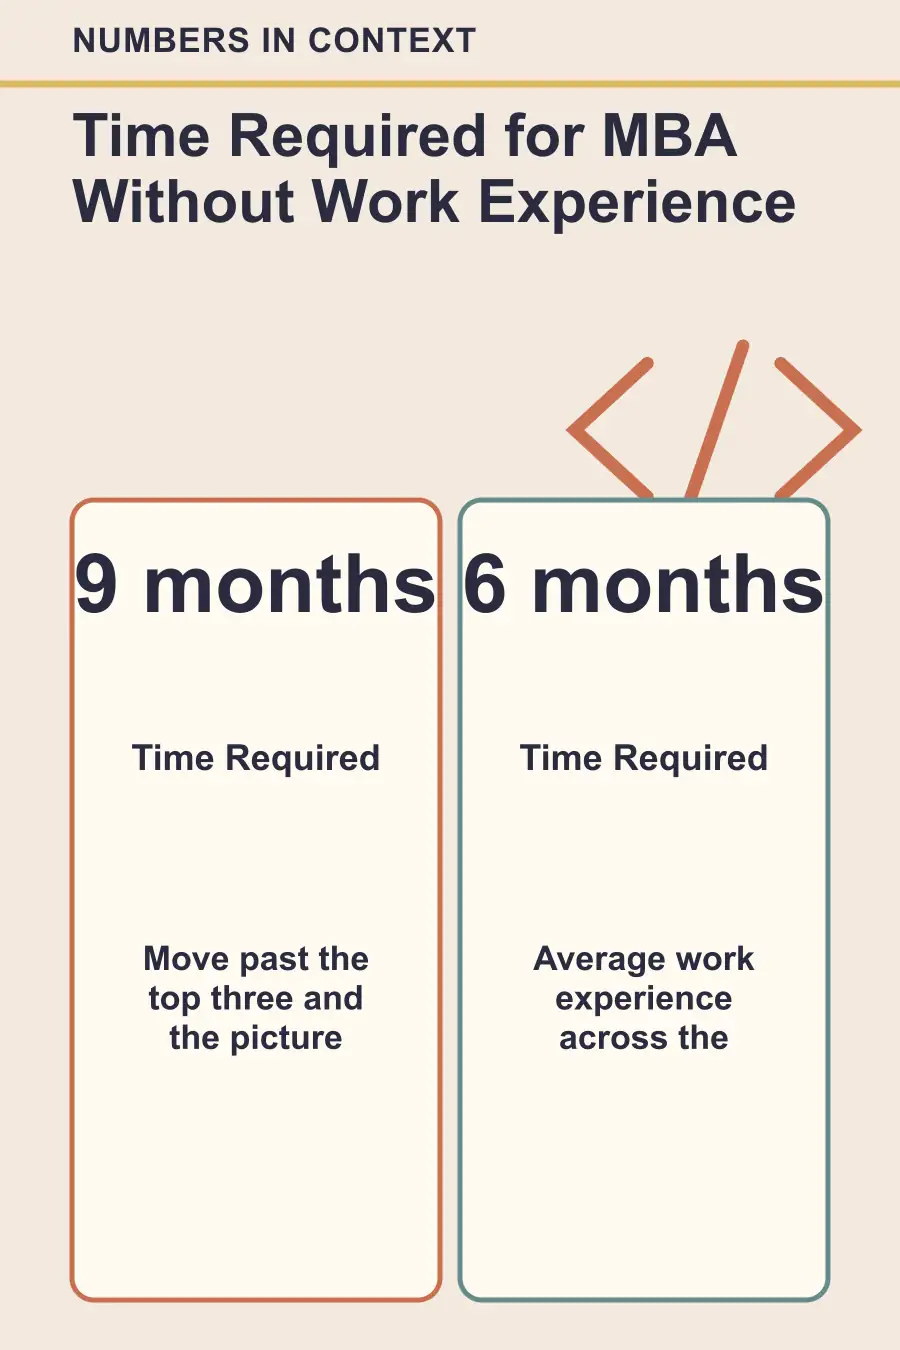 NUMBERS IN CONTEXT
Time Required for MBA
Without Work Experience
9 months
Time Required
Move past the
top three and
the picture
6 months
Time Required
Average work
experience
across the